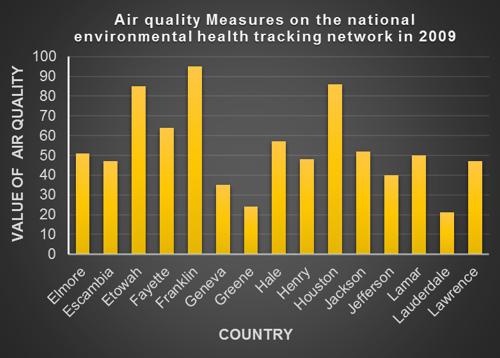 Air quality Measures on the national
environmental health tracking network in 2009
VALUE OF AIR QUALITY
100
90
80
70
60
50
40
30
20
10
0
Elmore
Escambia
Etowah
Fayette
Franklin
Geneva
Greene
Hale
Henry
Houston
Jackson
Jefferson
Lamar
Lauderdale
Lawrence
COUNTRY